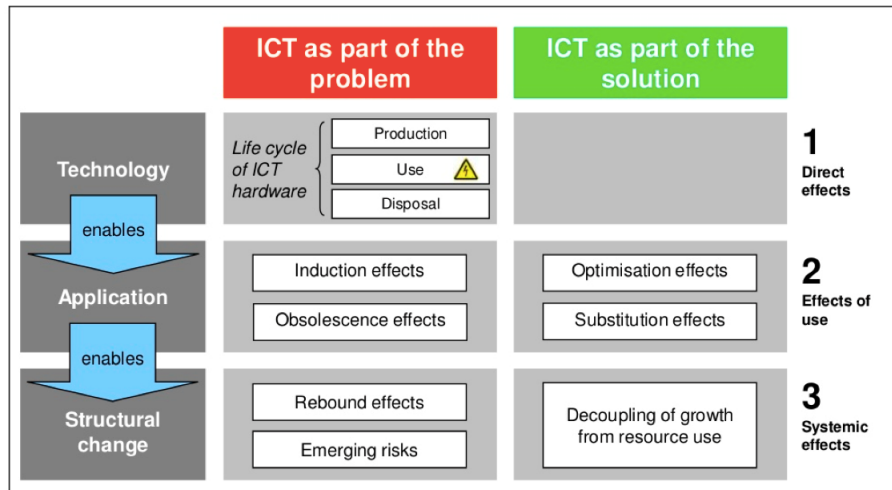 ICT as part of the
problem
ICT as part of the
solution
Technology
Life cycle
of ICT
hardware
Production
Use
Disposal
1
Direct
effects
enables
Application
Induction effects
Obsolescence effects
Optimisation effects
Substitution effects
2
Effects of
use
enables
Structural
change
Rebound effects
Emerging risks
Decoupling of growth
from resource use
3
Systemic
effects